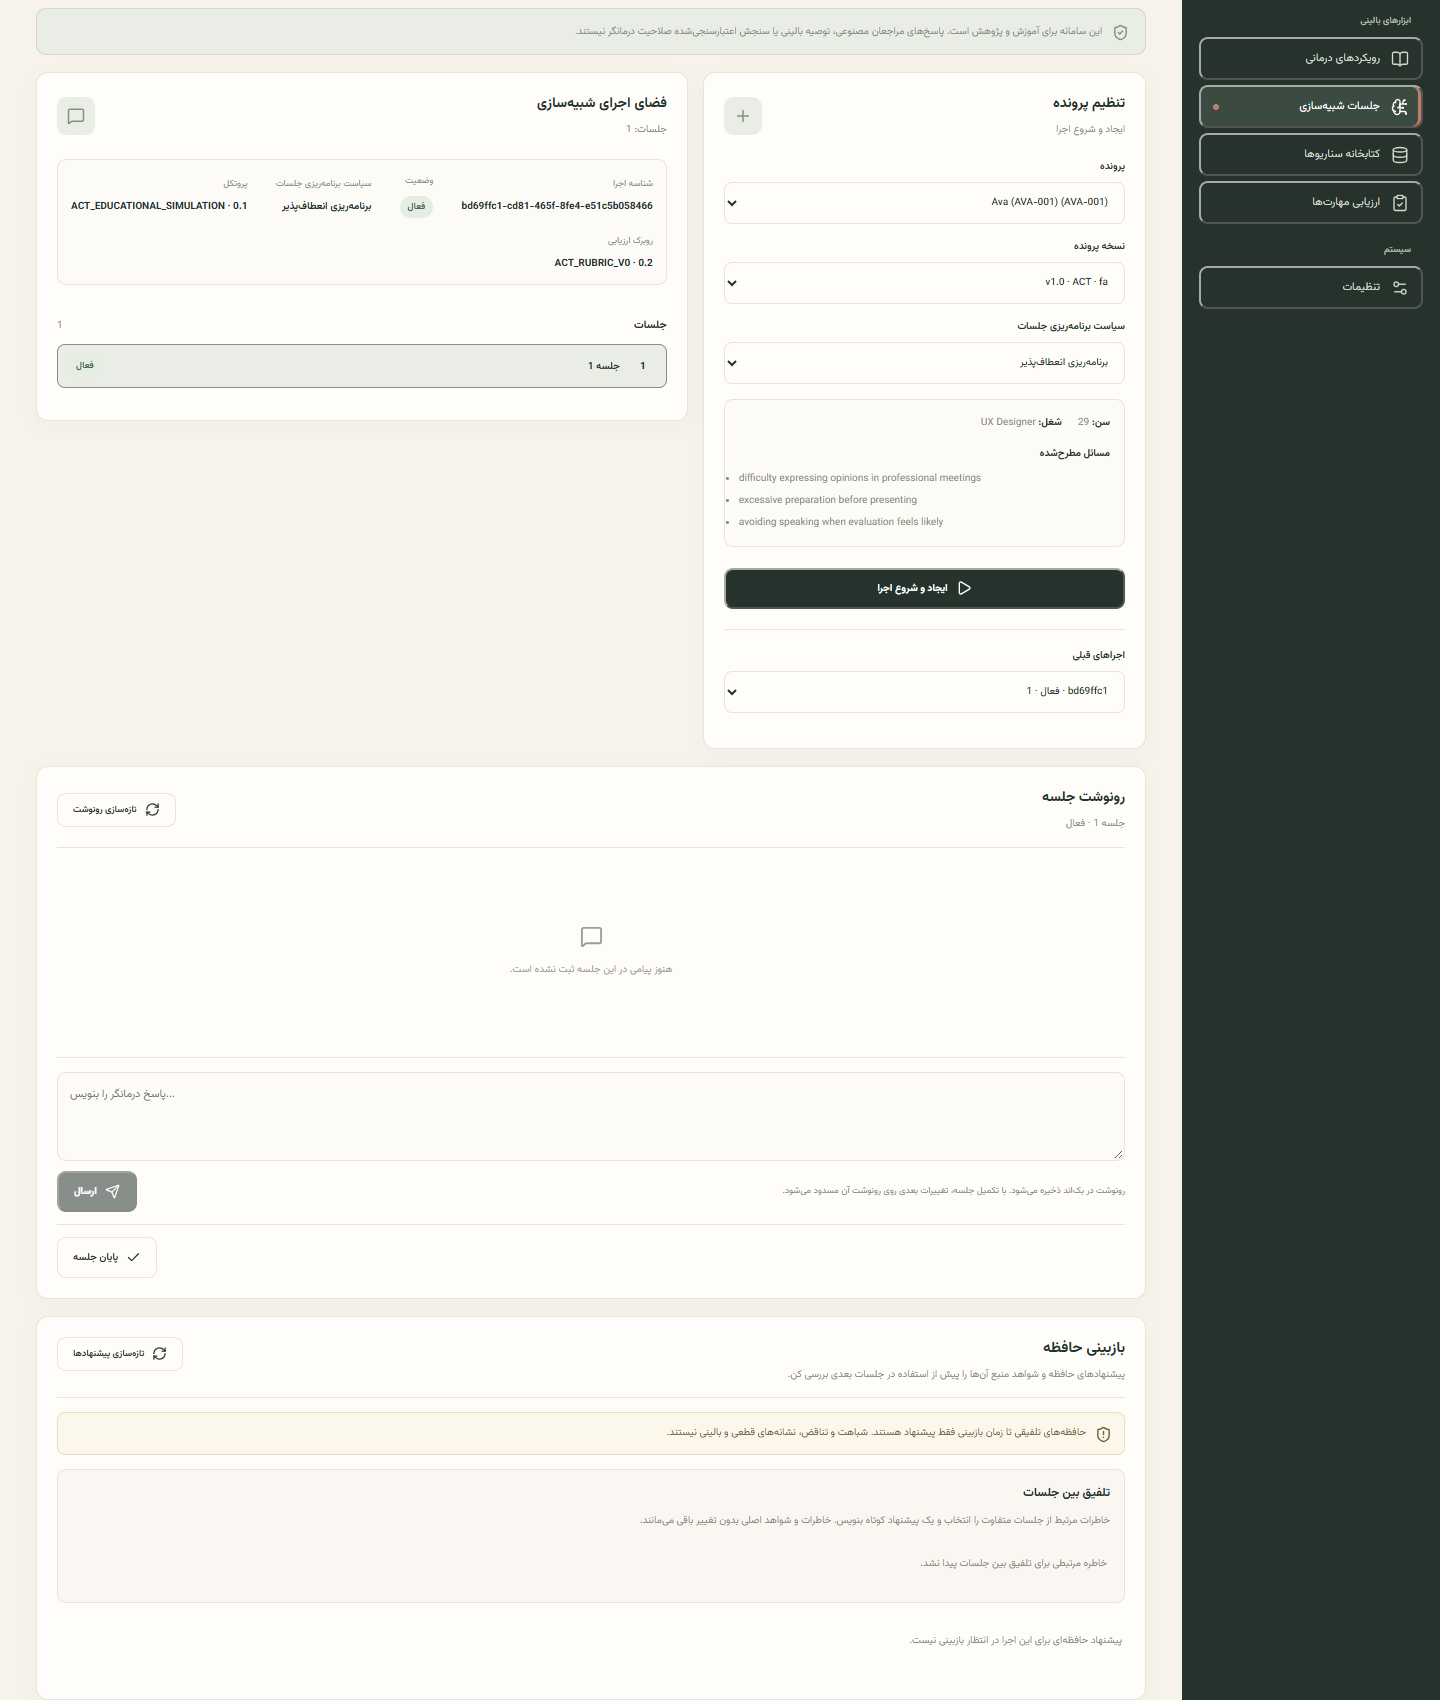 ابزارهای بالینی
رویکردهای درمانی
جلسات شبیه‌سازی
کتابخانه سناریوها
ارزیابی مهارت‌ها
سیستم
تنظیمات
این سامانه برای آموزش و پژوهش است. پاسخ‌های مراجعان مصنوعی، توصیه بالینی یا سنجش اعتبارسنجی‌شده صلاحیت درمانگر نیستند.
تنظیم پرونده
ایجاد و شروع اجرا
پرونده
Ava (AVA-001) (AVA-001)
نسخه پرونده
v1.0 · ACT · fa
سیاست برنامه‌ریزی جلسات
برنامه‌ریزی انعطاف‌پذیر
سن: 29 شغل: UX Designer
مسائل مطرح‌شده
difficulty expressing opinions in professional meetings
excessive preparation before presenting
avoiding speaking when evaluation feels likely
ایجاد و شروع اجرا
اجراهای قبلی
bd69ffc1 · فعال · 1
فضای اجرای شبیه‌سازی
جلسات: 1
شناسه اجرا
bd69ffc1-cd81-465f-8fe4-e51c5b058466
وضعیت
فعال
سیاست برنامه‌ریزی جلسات
برنامه‌ریزی انعطاف‌پذیر
پروتکل
ACT_EDUCATIONAL_SIMULATION · 0.1
روبرک ارزیابی
ACT_RUBRIC_V0 · 0.2
جلسات 1
1 جلسه 1 فعال
رونوشت جلسه
جلسه 1 · فعال
تازه‌سازی رونوشت
هنوز پیامی در این جلسه ثبت نشده است.
پاسخ درمانگر را بنویس...
رونوشت در بک‌اند ذخیره می‌شود. با تکمیل جلسه، تغییرات بعدی روی رونوشت آن مسدود می‌شود.
ارسال
پایان جلسه
بازبینی حافظه
پیشنهادهای حافظه و شواهد منبع آن‌ها را پیش از استفاده در جلسات بعدی بررسی کن.
تازه‌سازی پیشنهادها
حافظه‌های تلفیقی تا زمان بازبینی فقط پیشنهاد هستند. شباهت و تناقض، نشانه‌های قطعی و بالینی نیستند.
تلفیق بین جلسات
خاطرات مرتبط از جلسات متفاوت را انتخاب و یک پیشنهاد کوتاه بنویس. خاطرات و شواهد اصلی بدون تغییر باقی می‌مانند.
خاطره مرتبطی برای تلفیق بین جلسات پیدا نشد.
پیشنهاد حافظه‌ای برای این اجرا در انتظار بازبینی نیست.